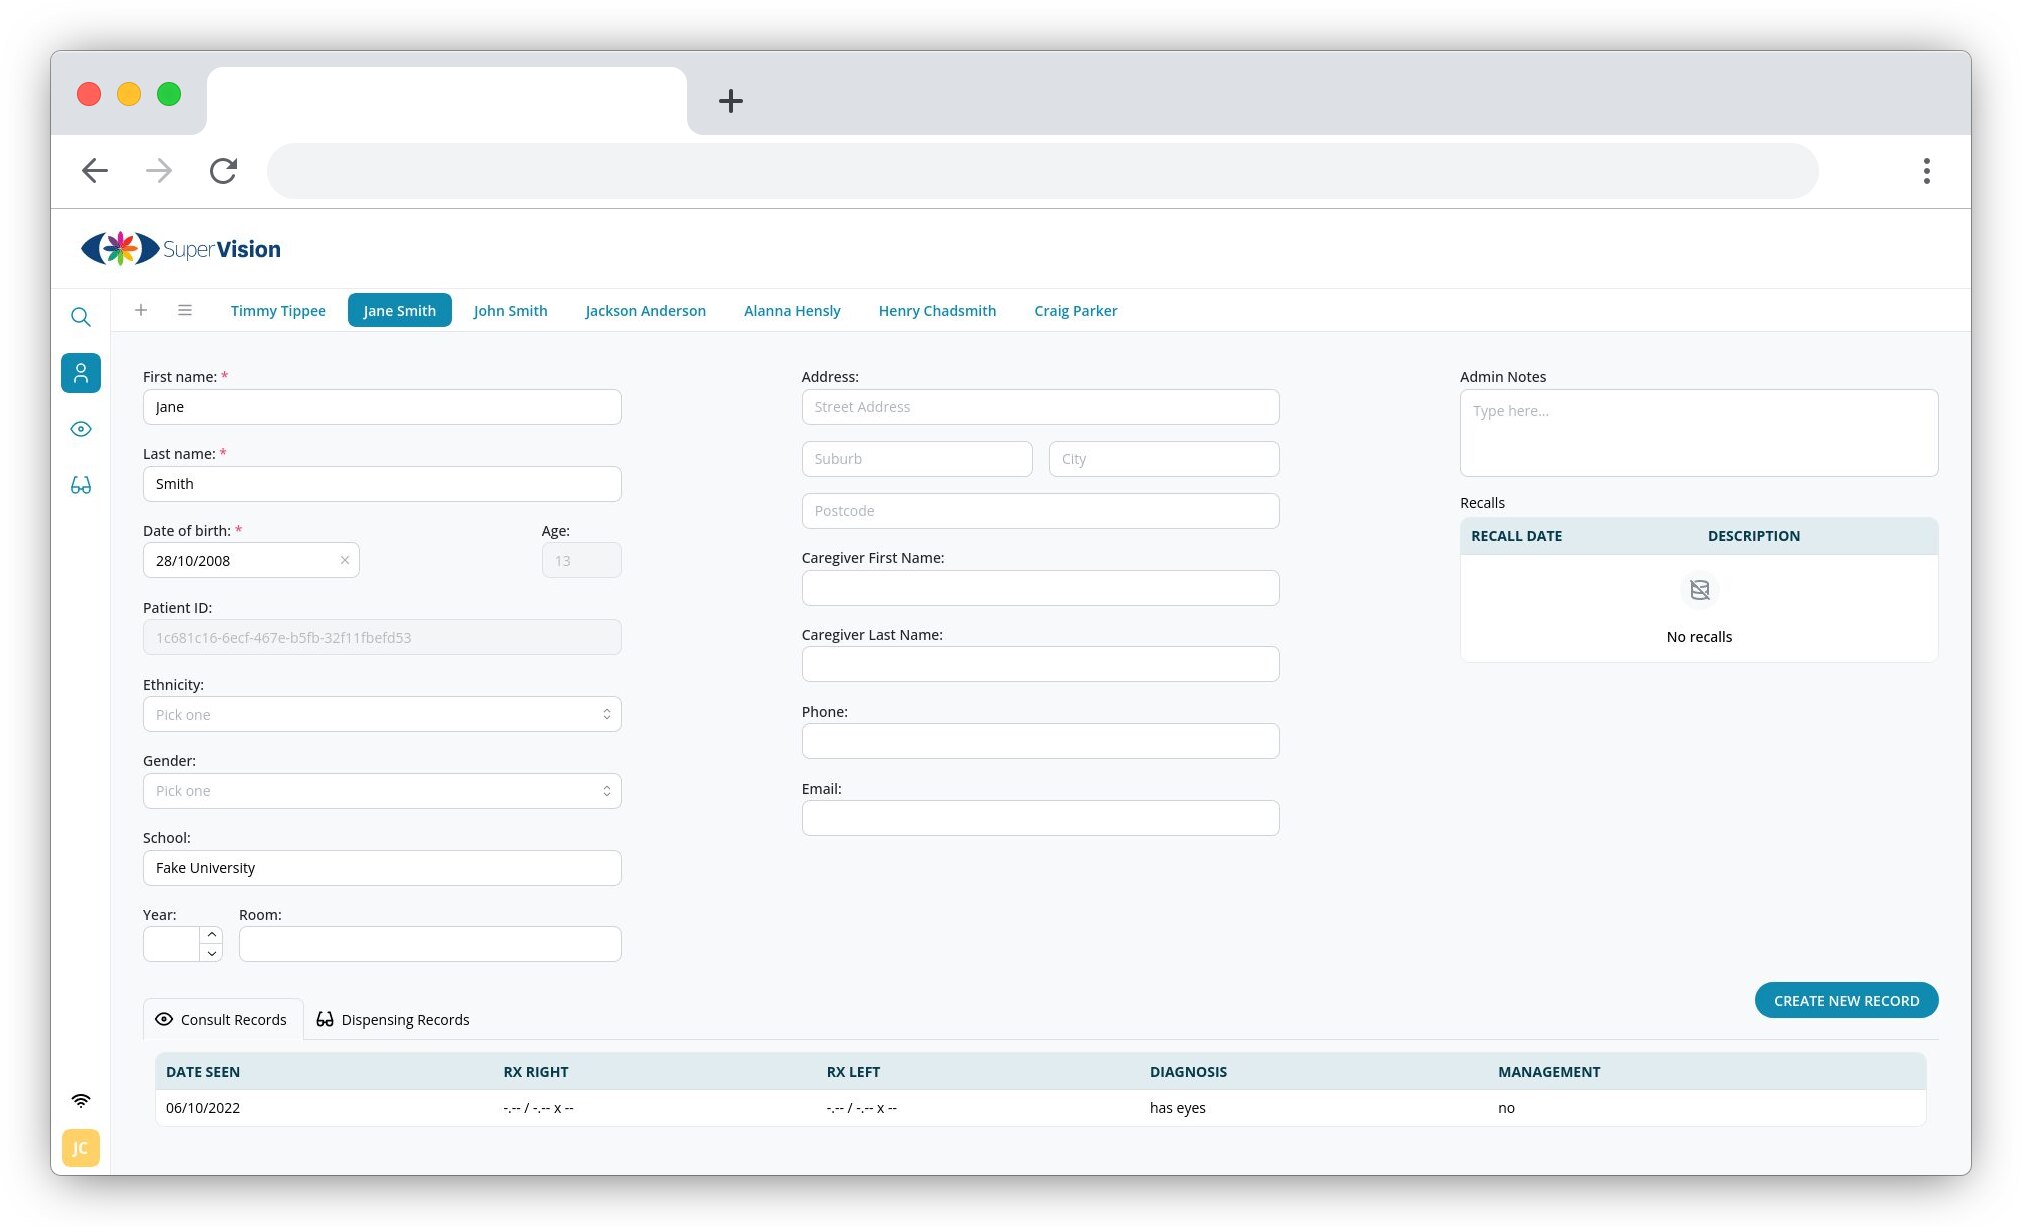 SuperVision
Timmy Tippee Jane Smith John Smith Jackson Anderson Alanna Hensly Henry Chadsmith Craig Parker
First name: *
Jane
Last name: *
Smith
Date of birth: * Age:
28/10/2008 13
Patient ID:
1c681c16-6ecf-467e-b5fb-32f11fbefd53
Ethnicity:
Pick one
Gender:
Pick one
School:
Fake University
Year: Room:
Address:
Street Address
Suburb City
Postcode
Caregiver First Name:
Caregiver Last Name:
Phone:
Email:
Admin Notes
Type here...
Recalls
RECALL DATE DESCRIPTION
No recalls
CREATE NEW RECORD
Consult Records Dispensing Records
DATE SEEN RX RIGHT RX LEFT DIAGNOSIS MANAGEMENT
06/10/2022 -.-- / -.-- x -- -.-- / -.-- x -- has eyes no
JC